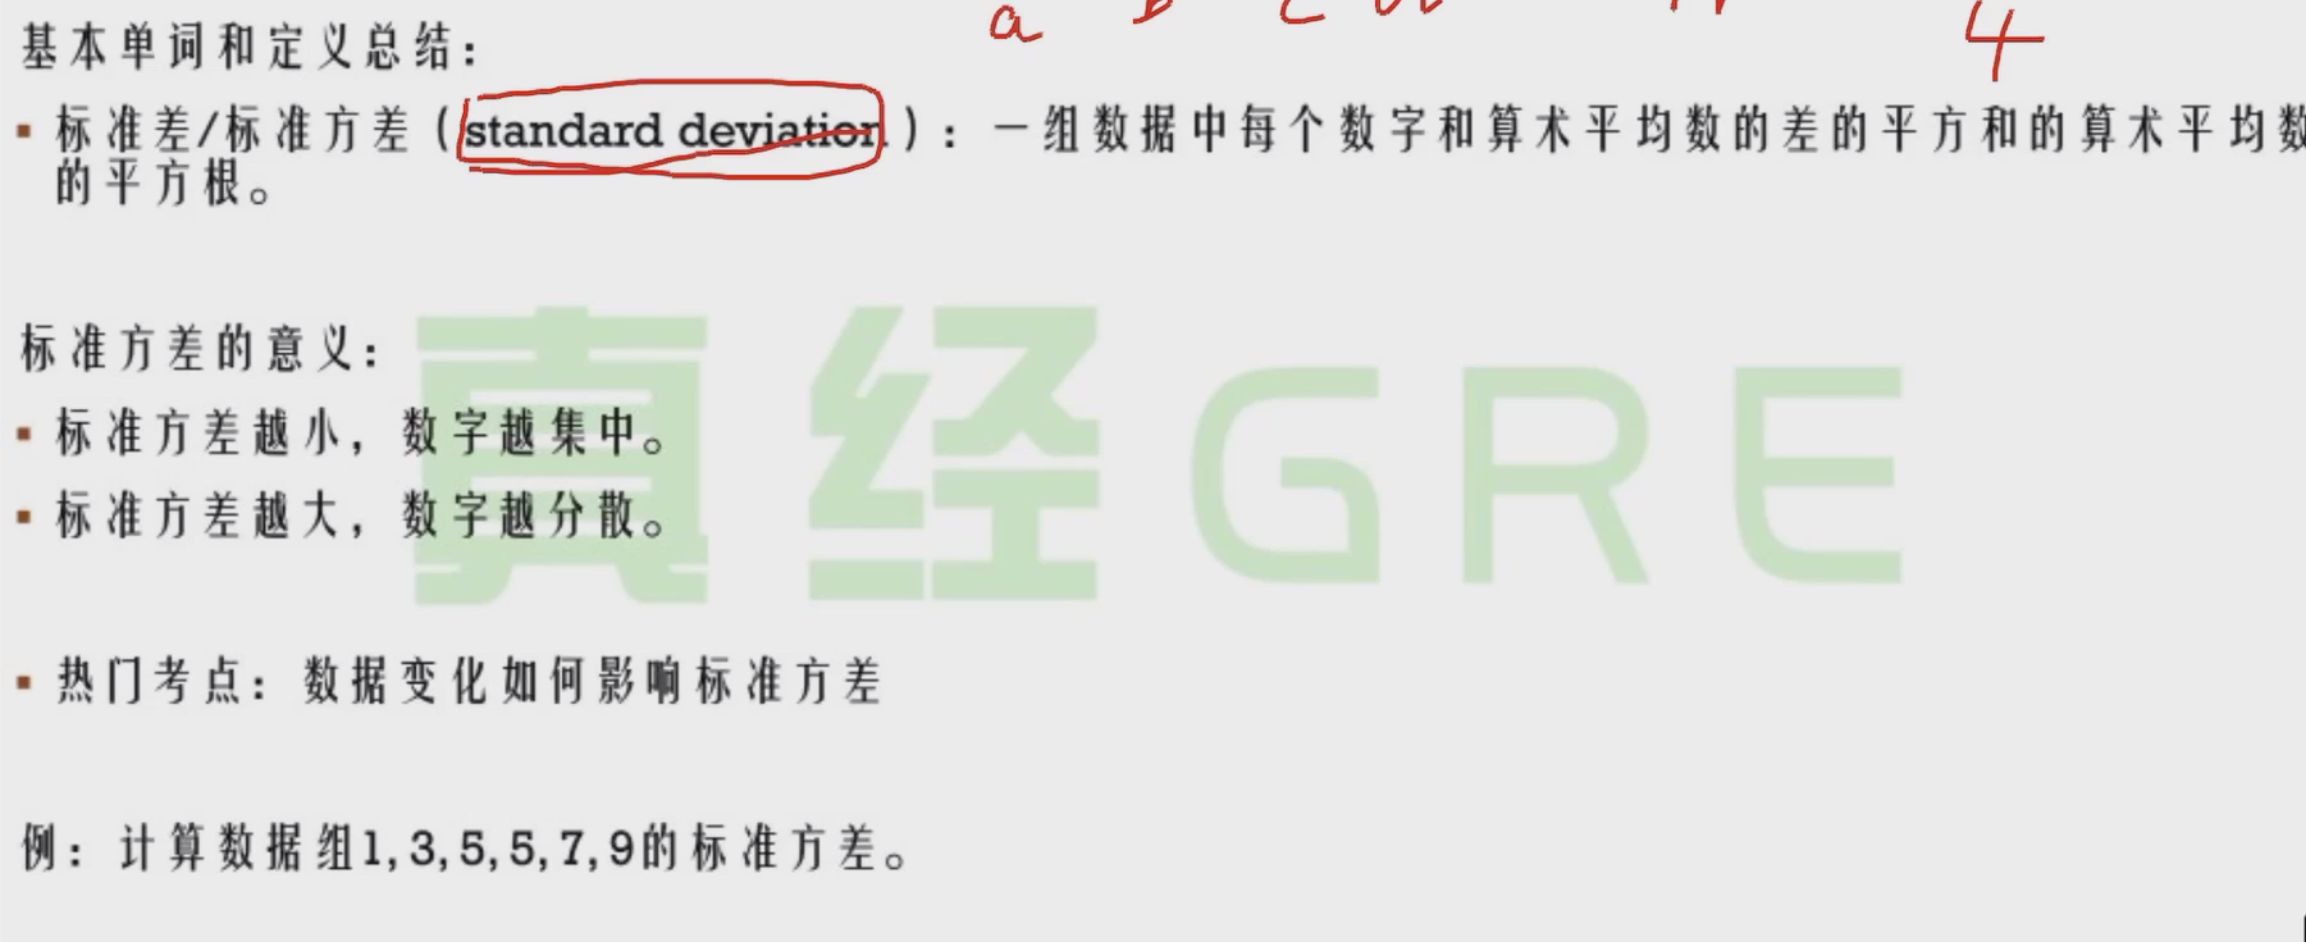 a
4
基本单词和定义总结：
▪ 标准差/标准方差（standard deviation）：一组数据中每个数字和算术平均数的差的平方和的算术平均数
的平方根。
标准方差的意义：
▪ 标准方差越小，数字越集中。
▪ 标准方差越大，数字越分散。
真经GRE
▪ 热门考点：数据变化如何影响标准方差
例：计算数据组1,3,5,5,7,9的标准方差。